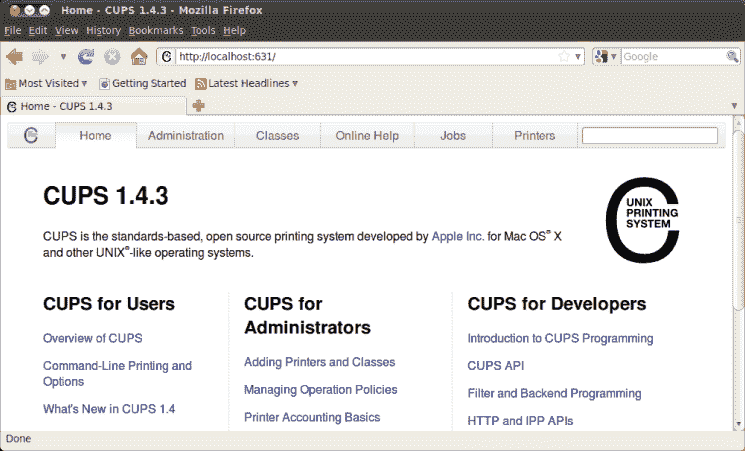 Home - CUPS 1.4.3 - Mozilla Firefox
File Edit View History Bookmarks Tools Help
http://localhost:631/
Google
Most Visited Getting Started Latest Headlines
Home - CUPS 1.4.3
Home Administration Classes Online Help Jobs Printers
CUPS 1.4.3
UNIX
PRINTING
SYSTEM
CUPS is the standards-based, open source printing system developed by Apple Inc. for Mac OS® X
and other UNIX®-like operating systems.
CUPS for Users
Overview of CUPS
Command-Line Printing and
Options
What's New in CUPS 1.4
CUPS for
Administrators
Adding Printers and Classes
Managing Operation Policies
Printer Accounting Basics
CUPS for Developers
Introduction to CUPS Programming
CUPS API
Filter and Backend Programming
HTTP and IPP APIs
Done